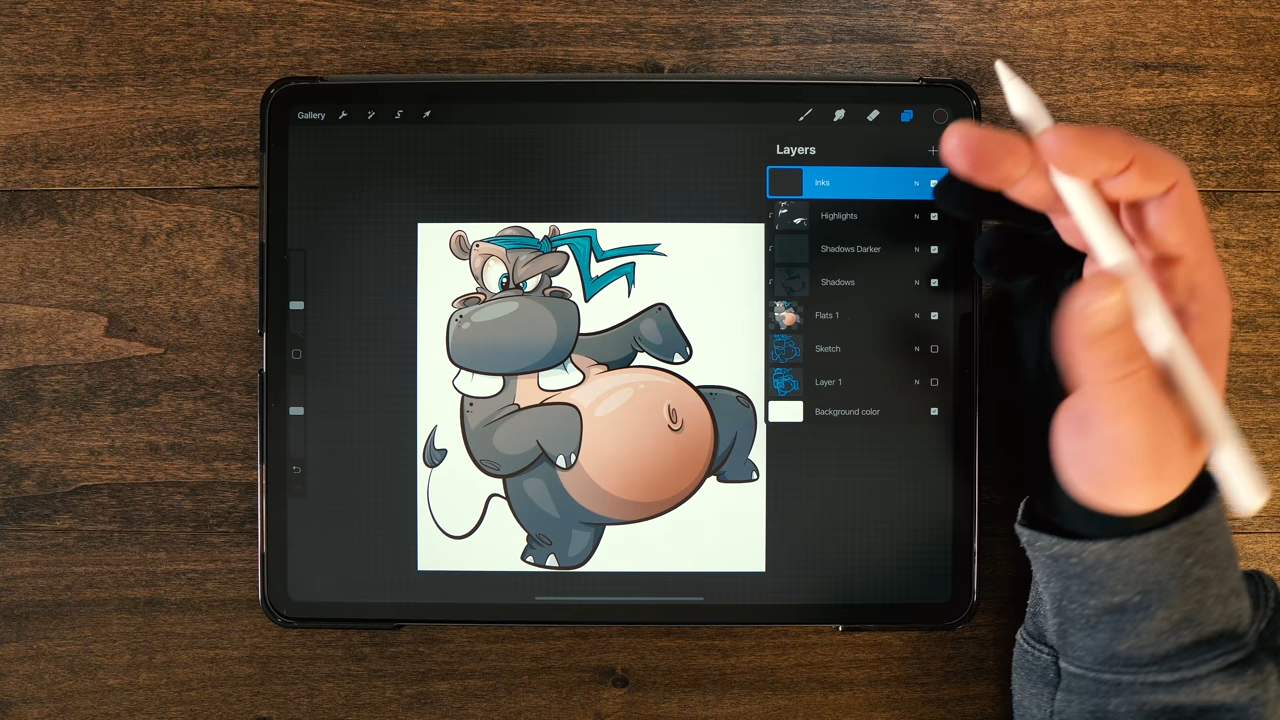 Gallery
Layers
Inks N
Highlights N
Shadows Darker N
Shadows N
Flats 1 N
Sketch N
Layer 1 N
Background color